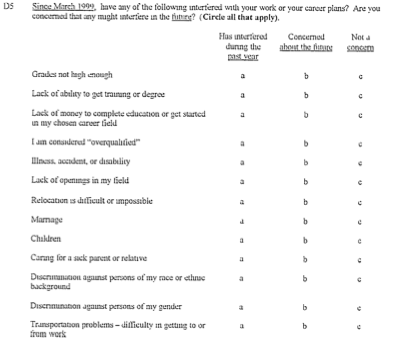 D5 Since March 1999, have any of the following interfered with your work or your career plans? Are you
concerned that any might interfere in the future? (Circle all that apply).
Has interfered Concerned Not a
during the about the future concern
past year
Grades not high enough a b c
Lack of ability to get training or degree a b c
Lack of money to complete education or get started a b c
in my chosen career field
I am considered "overqualified" a b c
Illness, accident, or disability a b c
Lack of openings in my field a b c
Relocation is difficult or impossible a b c
Marriage a b c
Children a b c
Caring for a sick parent or relative a b c
Discrimination against persons of my race or ethnic a b c
background
Discrimination against persons of my gender a b c
Transportation problems – difficulty in getting to or a b c
from work